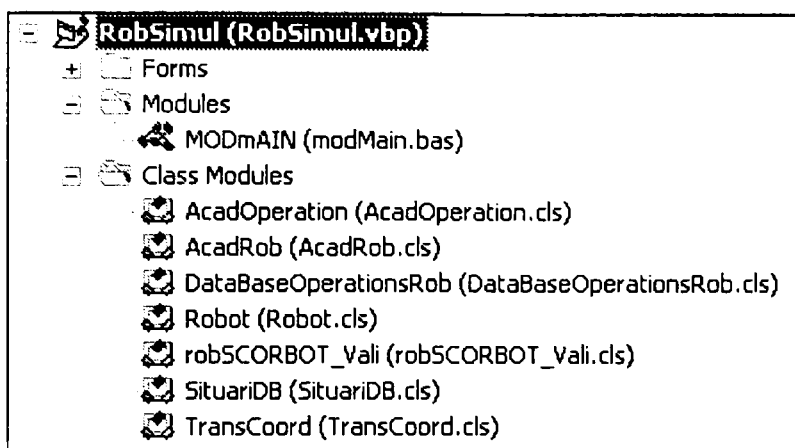 RobSimul (RobSimul.vbp)
Forms
Modules
MODmAIN (modMain.bas)
Class Modules
AcadOperation (AcadOperation.cls)
AcadRob (AcadRob.cls)
DataBaseOperationsRob (DataBaseOperationsRob.cls)
Robot (Robot.cls)
robSCORBOT_Vali (robSCORBOT_Vali.cls)
SituariDB (SituariDB.cls)
TransCoord (TransCoord.cls)